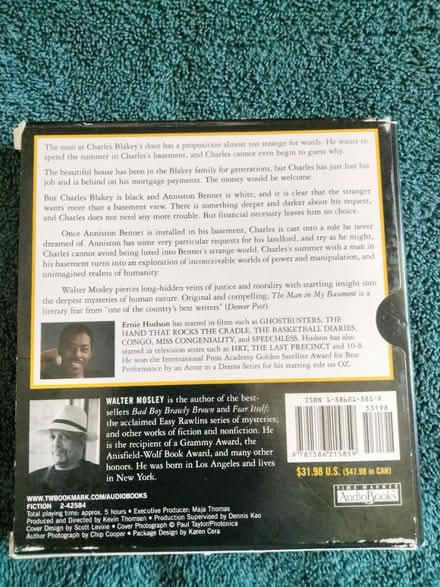 The man at Charles Blakey's door has a proposition almost too strange for words. He wants to
spend the summer in Charles's basement, and Charles cannot even begin to guess why.
The beautiful house has been in the Blakey family for generations, but Charles has just lost his
job and is behind on his mortgage payments. The money would be welcome.
But Charles Blakey is black and Anniston Bennet is white, and it is clear that the stranger
wants more than a basement view. There is something deeper and darker about his request,
and Charles does not need any more trouble. But financial necessity leaves him no choice.
Once Anniston Bennet is installed in his basement, Charles is cast into a role he never
dreamed of. Anniston has some very particular requests for his landlord, and try as he might,
Charles cannot avoid being lured into Bennet's strange world. Charles's summer with a man in
his basement turns into an exploration of inconceivable worlds of power and manipulation, and
unimagined realms of humanity.
Walter Mosley pierces long-hidden veins of justice and morality with startling insight into
the deepest mysteries of human nature. Original and compelling, The Man in My Basement is a
literary feat from "one of the country's best writers" (Denver Post).
Ernie Hudson has starred in films such as GHOSTBUSTERS, THE
HAND THAT ROCKS THE CRADLE, THE BASKETBALL DIARIES,
CONGO, MISS CONGENIALITY, and SPEECHLESS. Hudson has also
starred in television series such as HRT, THE LAST PRECINCT and 10-8.
He won the International Press Academy Golden Satellite Award for Best
Performance by an Actor in a Drama Series for his starring role on OZ.
WALTER MOSLEY is the author of the best-
sellers Bad Boy Brawly Brown and Fear Itself;
the acclaimed Easy Rawlins series of mysteries;
and other works of fiction and nonfiction. He
is the recipient of a Grammy Award, the
Anisfield-Wolf Book Award, and many other
honors. He was born in Los Angeles and lives
in New York.
53198
$31.98 U.S. ($47.98 in CAN)
TIME WARNER
AudioBooks
WWW.TWBOOKMARK.COM/AUDIOBOOKS
FICTION 2-42584
Total playing time: approx. 5 hours • Executive Producer: Maja Thomas
Produced and Directed by Kevin Thomsen • Production Supervised by Dennis Kao
Cover Design by Scott Levine • Cover Photograph © Paul Taylor/Photonica
Author Photograph by Chip Cooper • Package Design by Karen Cera